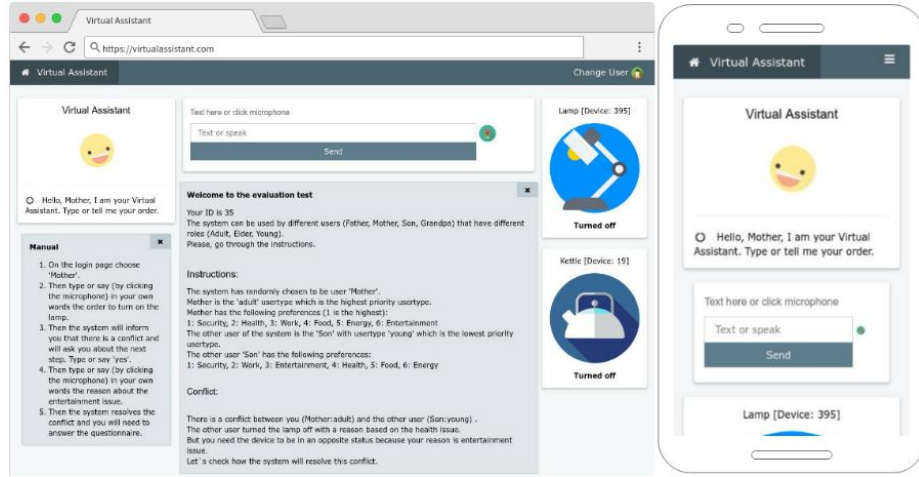 Virtual Assistant
https://virtualassistant.com
Virtual Assistant
Change User
Virtual Assistant
Hello, Mother, I am your Virtual
Assistant. Type or tell me your order.
Manual
1. On the login page choose
'Mother'.
2. Then type or say (by clicking
the microphone) in your own
words the order to turn on the
lamp.
3. Then the system will inform
you that there is a conflict and
will ask you about the next
step. Type or say 'yes'.
4. Then type or say (by clicking
the microphone) in your own
words the reason about the
entertainment issue.
5. Then the system resolves the
conflict and you will need to
answer the questionnaire.
Text here or click microphone
Text or speak
Send
Welcome to the evaluation test
Your ID is 35
The system can be used by different users (Father, Mother, Son, Grandpa) that have different
roles (Adult, Elder, Young).
Please, go through the instructions.
Instructions:
The system has randomly chosen to be user 'Mother'.
Mother is the 'adult' usertype which is the highest priority usertype.
Mother has the following preferences (1 is the highest):
1: Security, 2: Health, 3: Work, 4: Food, 5: Energy, 6: Entertainment
The other user of the system is the 'Son' with usertype 'young' which is the lowest priority
usertype.
The other user 'Son' has the following preferences:
1: Security, 2: Work, 3: Entertainment, 4: Health, 5: Food, 6: Energy
Conflict:
There is a conflict between you (Mother:adult) and the other user (Son:young) .
The other user turned the lamp off with a reason based on the health issue.
But you need the device to be in an opposite status because your reason is entertainment
issue.
Let`s check how the system will resolve this conflict.
Lamp [Device: 395]
Turned off
Kettle [Device: 19]
Turned off
Virtual Assistant
Virtual Assistant
Hello, Mother, I am your Virtual
Assistant. Type or tell me your order.
Text here or click microphone
Text or speak
Send
Lamp [Device: 395]